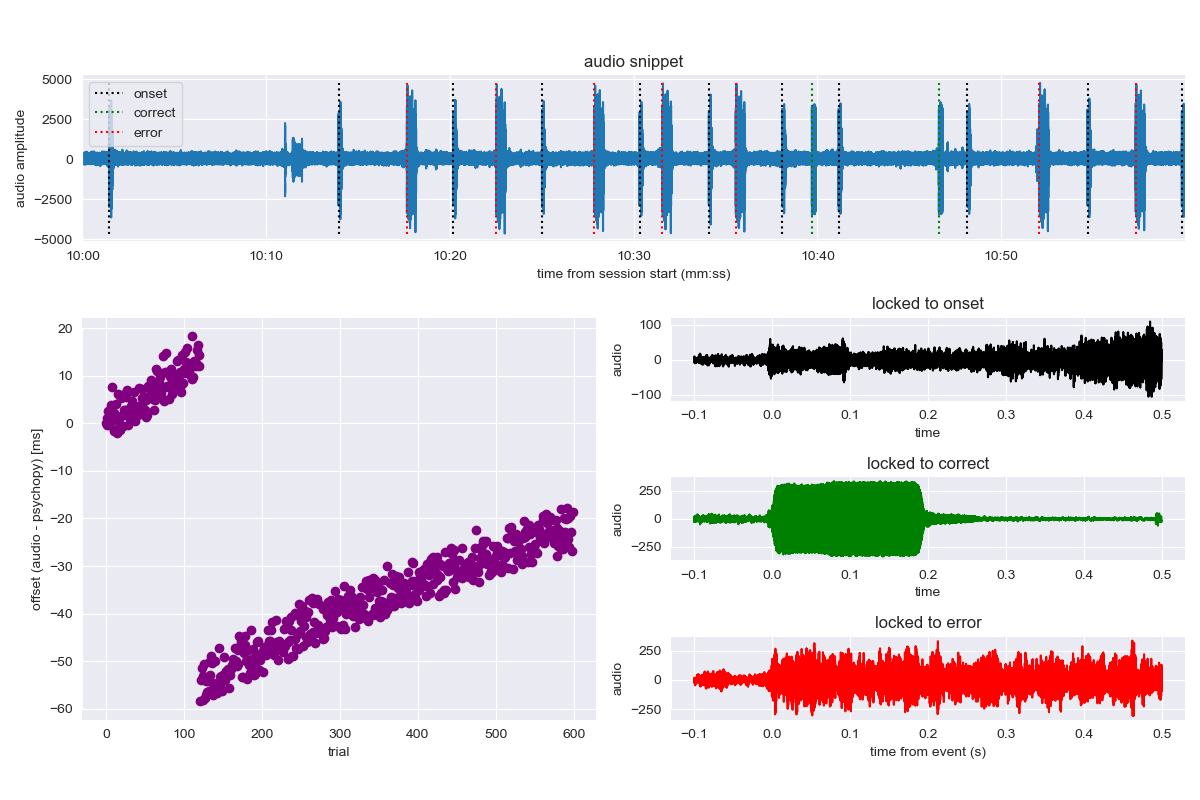 audio snippet
audio amplitude
5000
2500
0
−2500
−5000
onset
correct
error
10:00 10:10 10:20 10:30 10:40 10:50
time from session start (mm:ss)
offset (audio - psychopy) [ms]
20
10
0
−10
−20
−30
−40
−50
−60
0 100 200 300 400 500 600
trial
locked to onset
audio
100
0
−100
−0.1 0.0 0.1 0.2 0.3 0.4 0.5
time
locked to correct
audio
250
0
−250
−0.1 0.0 0.1 0.2 0.3 0.4 0.5
time
locked to error
audio
250
0
−250
−0.1 0.0 0.1 0.2 0.3 0.4 0.5
time from event (s)